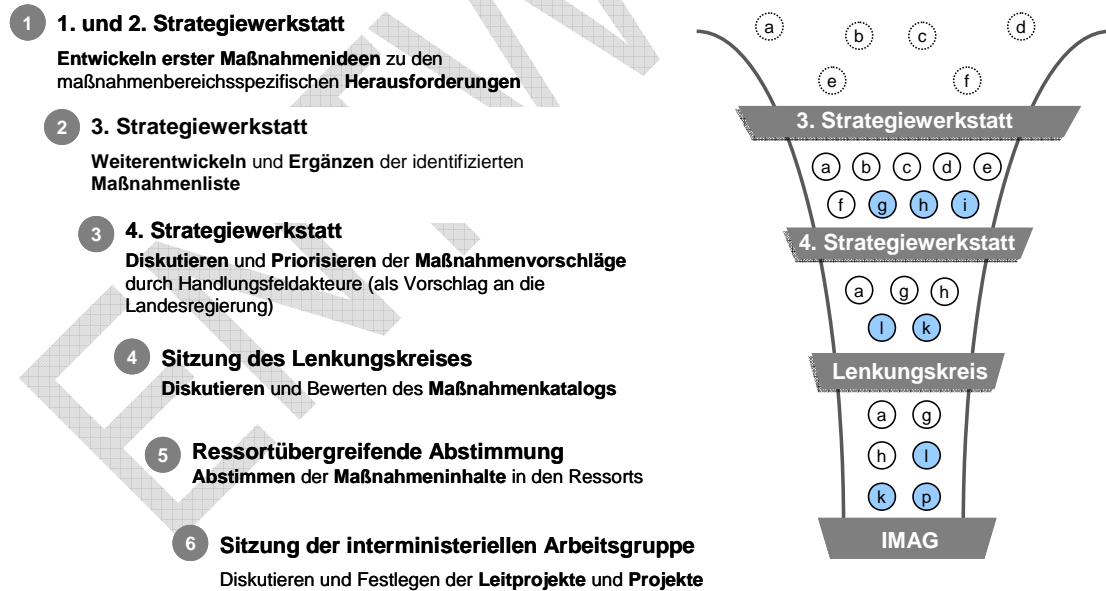 1 1. und 2. Strategiewerkstatt
Entwickeln erster Maßnahmenideen zu den
maßnahmenbereichsspezifischen Herausforderungen
2 3. Strategiewerkstatt
Weiterentwickeln und Ergänzen der identifizierten
Maßnahmenliste
3 4. Strategiewerkstatt
Diskutieren und Priorisieren der Maßnahmenvorschläge
durch Handlungsfeldakteure (als Vorschlag an die
Landesregierung)
4 Sitzung des Lenkungskreises
Diskutieren und Bewerten des Maßnahmenkatalogs
5 Ressortübergreifende Abstimmung
Abstimmen der Maßnahmeninhalte in den Ressorts
6 Sitzung der interministeriellen Arbeitsgruppe
Diskutieren und Festlegen der Leitprojekte und Projekte
a b c d
e f
3. Strategiewerkstatt
a b c d e
f g h i
4. Strategiewerkstatt
a g h
l k
Lenkungskreis
a g
h l
k p
IMAG